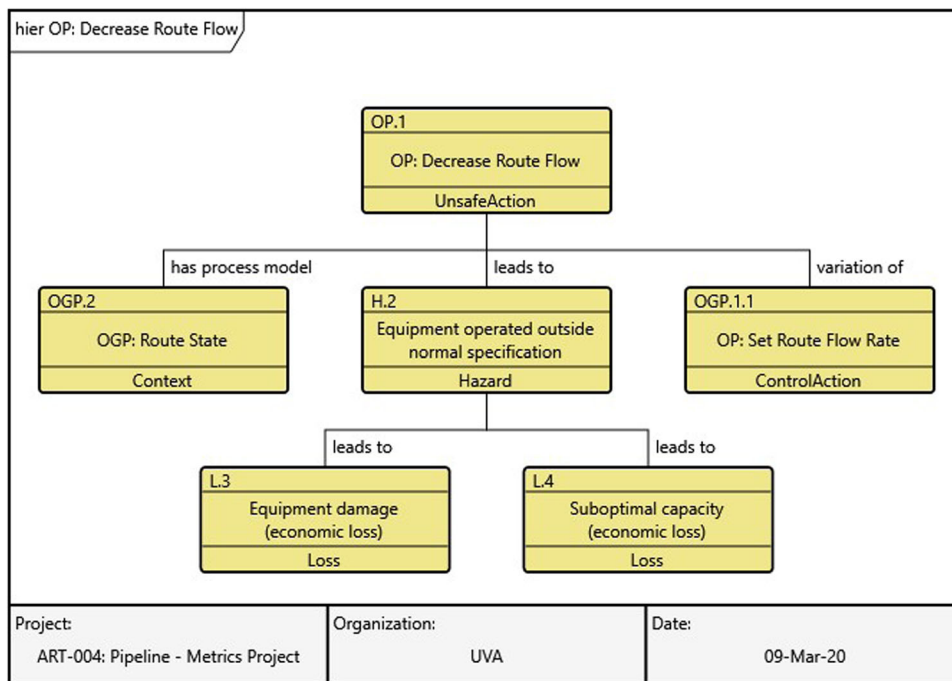 hier OP: Decrease Route Flow
OP.1
OP: Decrease Route Flow
UnsafeAction
has process model
leads to
variation of
OGP.2
OGP: Route State
Context
H.2
Equipment operated outside
normal specification
Hazard
OGP.1.1
OP: Set Route Flow Rate
ControlAction
leads to
leads to
L.3
Equipment damage
(economic loss)
Loss
L.4
Suboptimal capacity
(economic loss)
Loss
Project:
ART-004: Pipeline - Metrics Project
Organization:
UVA
Date:
09-Mar-20